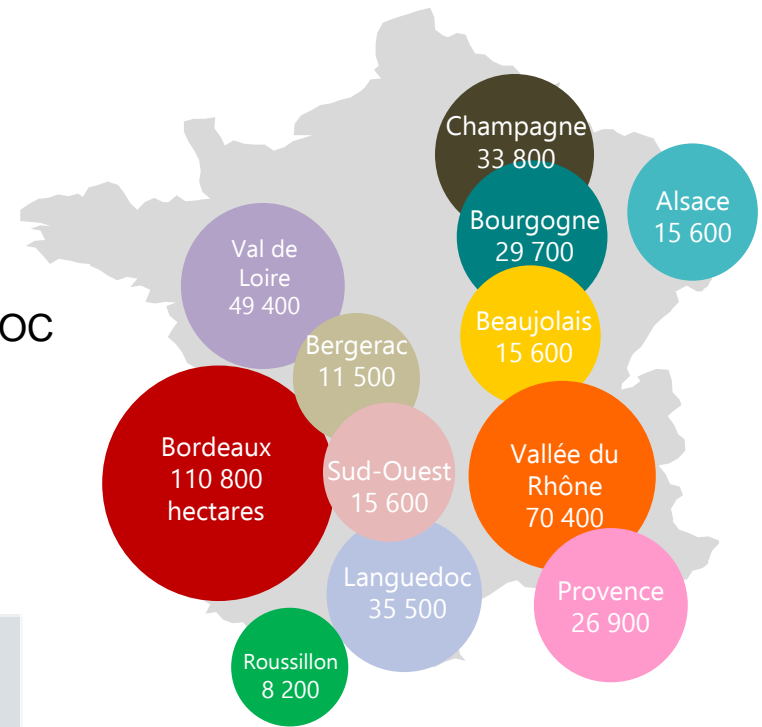 Champagne
33 800
Alsace
15 600
Bourgogne
29 700
Val de
Loire
49 400
OC
Beaujolais
15 600
Bergerac
11 500
Bordeaux
110 800
hectares
Sud-Ouest
15 600
Vallée du
Rhône
70 400
Languedoc
35 500
Provence
26 900
Roussillon
8 200